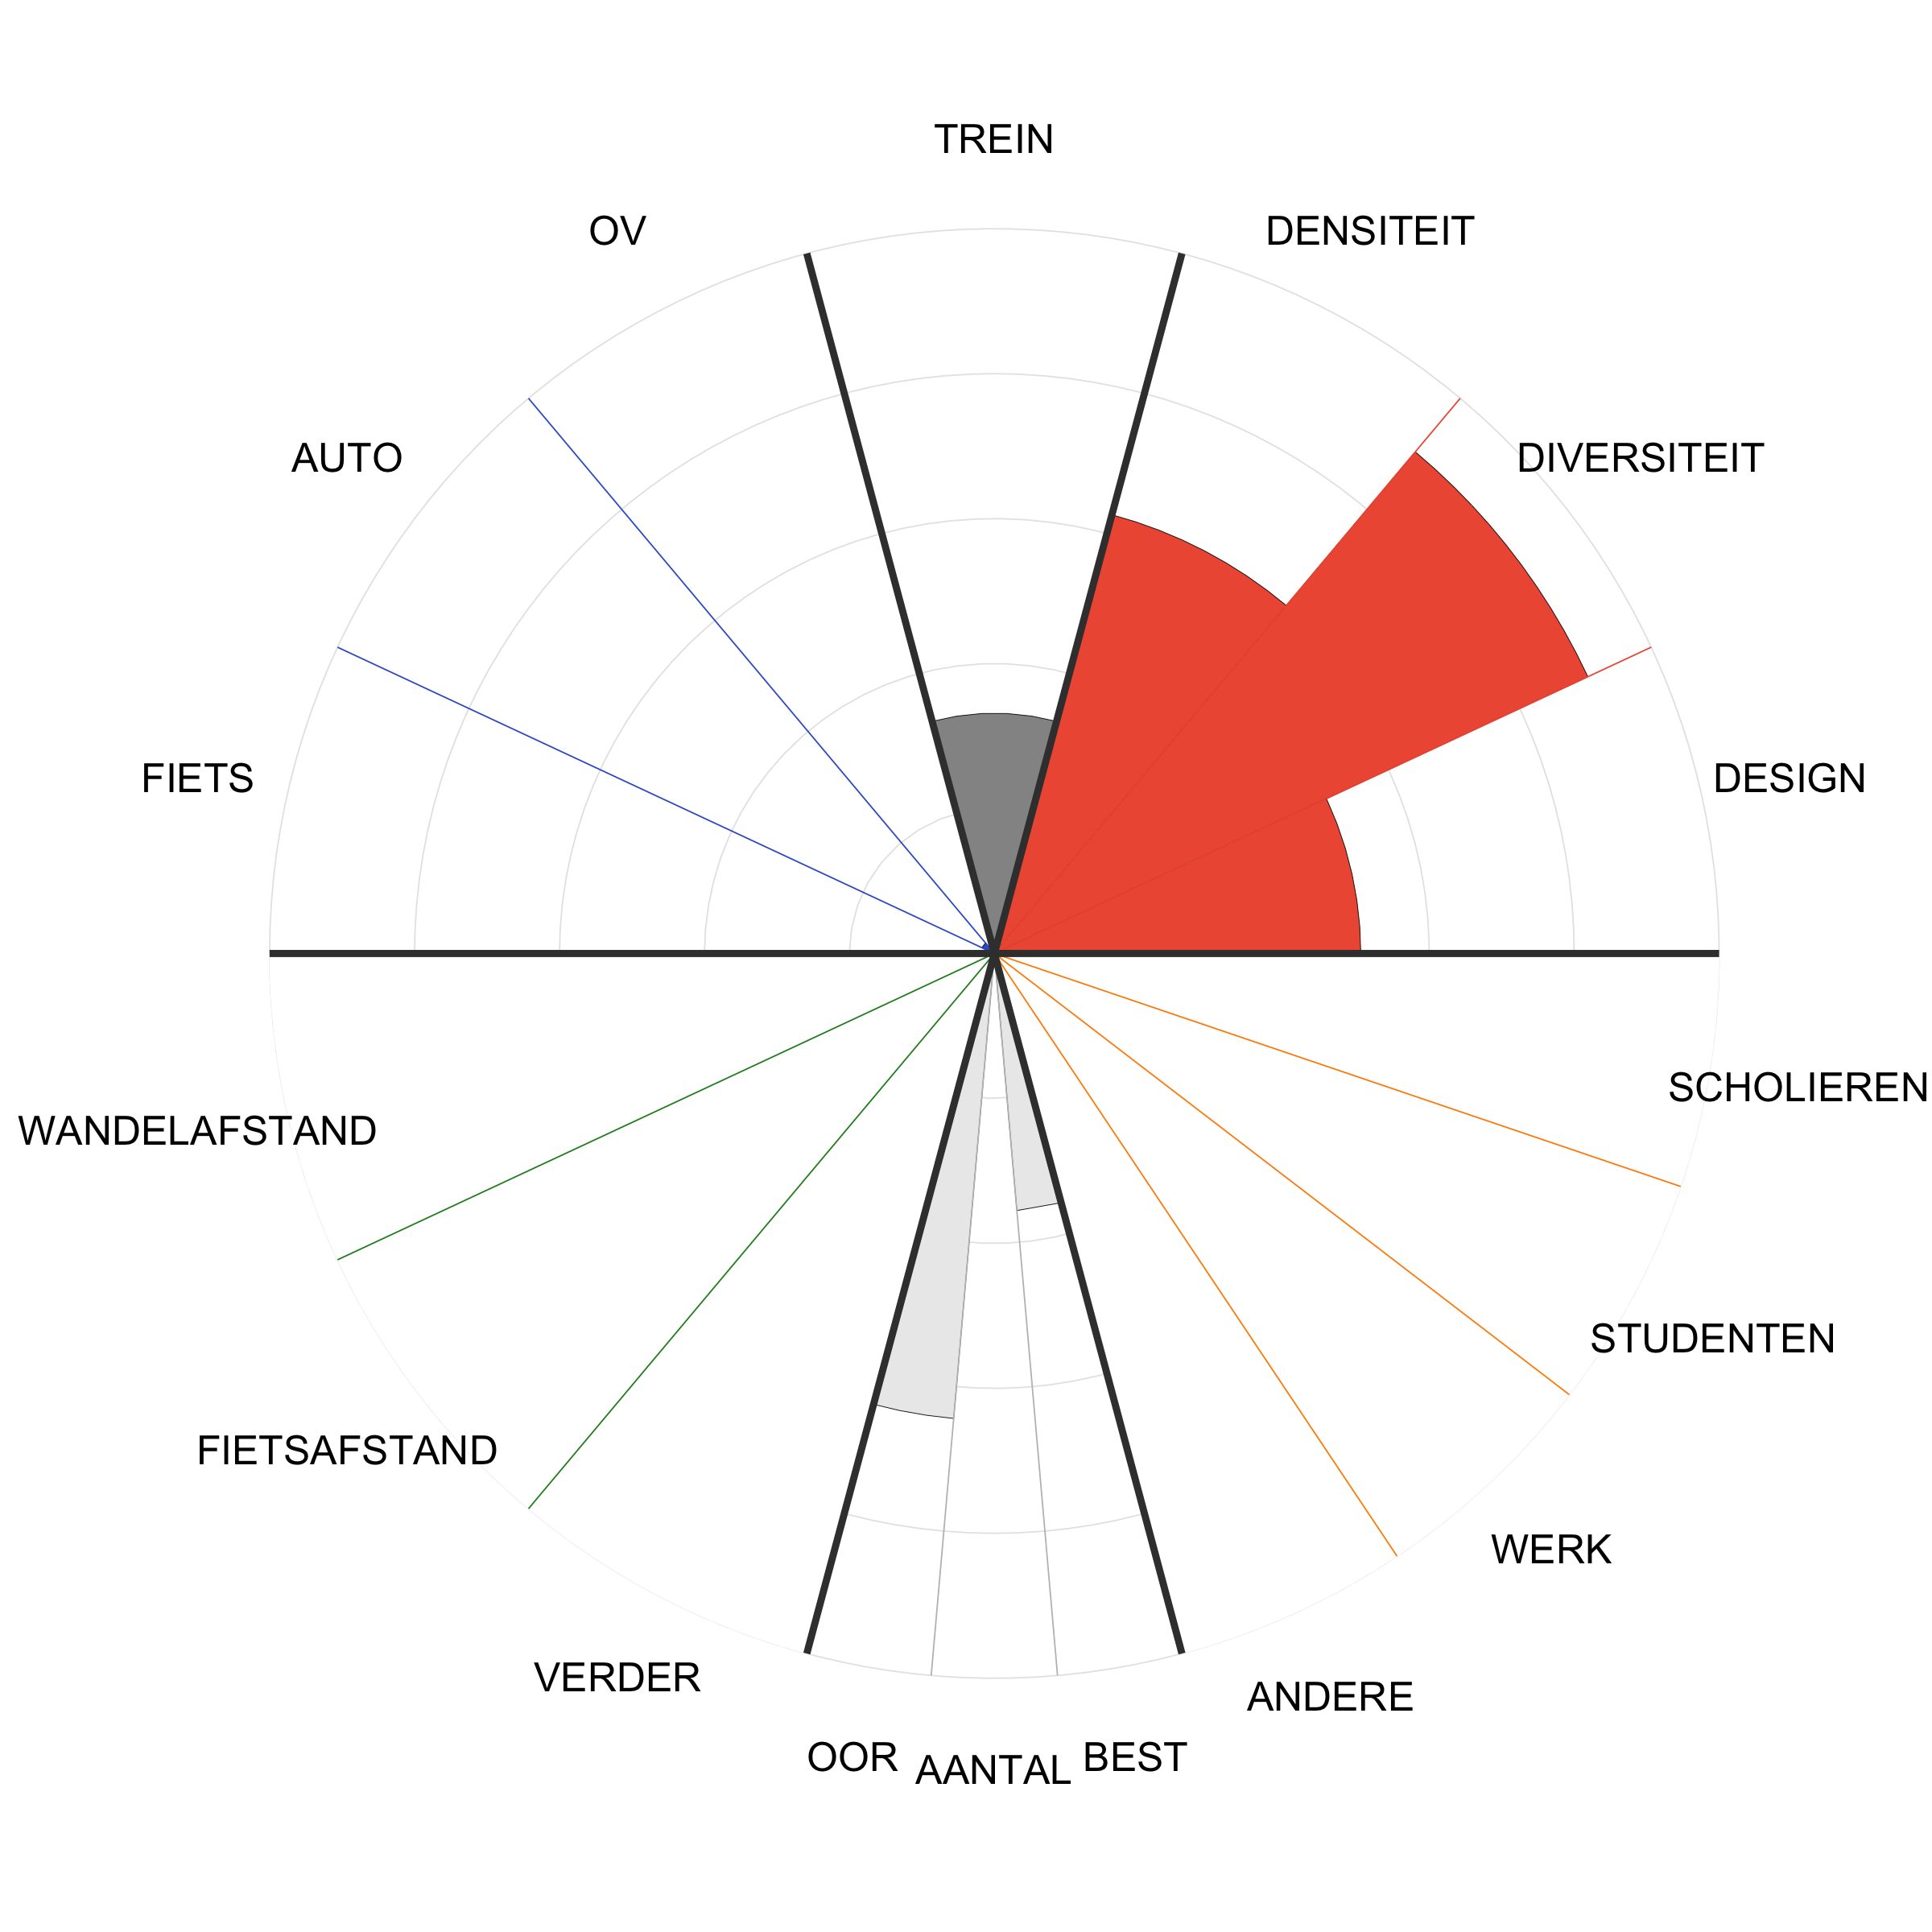 TREIN
OV
DENSITEIT
AUTO
DIVERSITEIT
FIETS
DESIGN
SCHOLIEREN
WANDELAFSTAND
STUDENTEN
FIETSAFSTAND
WERK
VERDER
ANDERE
OOR
AANTAL
BEST